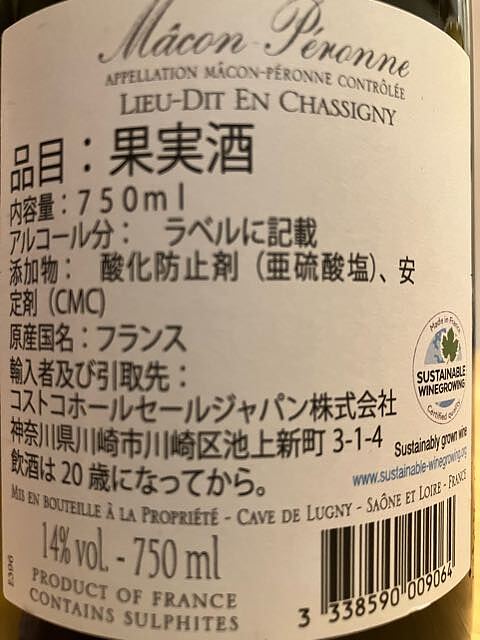 Mâcon-Péronne
APPELLATION MÂCON-PÉRONNE CONTRÔLÉE
LIEU-DIT EN CHASSIGNY
品目：果実酒
内容量：750ml
アルコール分： ラベルに記載
添加物： 酸化防止剤（亜硫酸塩）、安
定剤（CMC）
原産国名：フランス
輸入者及び引取先：
コストコホールセールジャパン株式会社
神奈川県川崎市川崎区池上新町 3-1-4
飲酒は20歳になってから。
Made in France
SUSTAINABLE
WINEGROWING
Certified quality
Sustainably grown wine
www.sustainable-winegrowing.org
MIS EN BOUTEILLE À LA PROPRIÉTÉ - CAVE DE LUGNY - SAÔNE ET LOIRE - FRANCE
14% vol. - 750 ml
PRODUCT OF FRANCE
CONTAINS SULPHITES
3 338590 009064